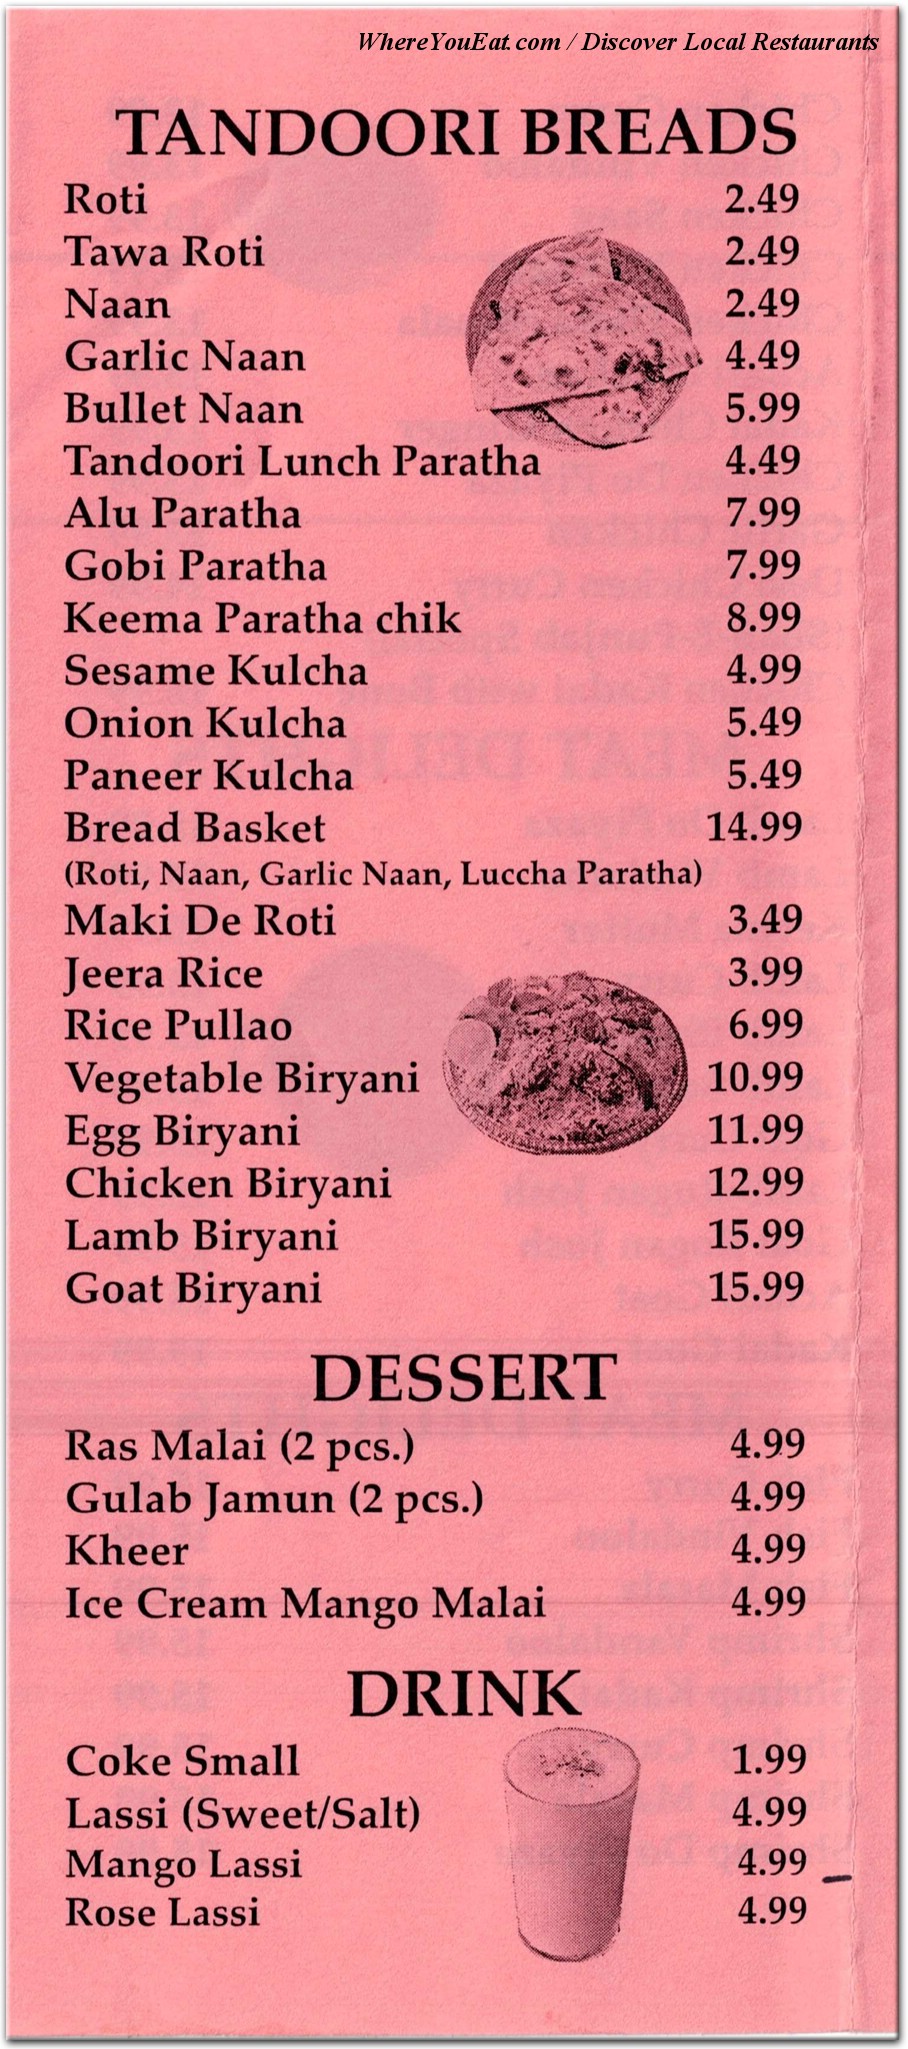 WhereYouEat.com / Discover Local Restaurants
TANDOORI BREADS
Roti 2.49
Tawa Roti 2.49
Naan 2.49
Garlic Naan 4.49
Bullet Naan 5.99
Tandoori Lunch Paratha 4.49
Alu Paratha 7.99
Gobi Paratha 7.99
Keema Paratha chik 8.99
Sesame Kulcha 4.99
Onion Kulcha 5.49
Paneer Kulcha 5.49
Bread Basket 14.99
(Roti, Naan, Garlic Naan, Luccha Paratha)
Maki De Roti 3.49
Jeera Rice 3.99
Rice Pullao 6.99
Vegetable Biryani 10.99
Egg Biryani 11.99
Chicken Biryani 12.99
Lamb Biryani 15.99
Goat Biryani 15.99
DESSERT
Ras Malai (2 pcs.) 4.99
Gulab Jamun (2 pcs.) 4.99
Kheer 4.99
Ice Cream Mango Malai 4.99
DRINK
Coke Small 1.99
Lassi (Sweet/Salt) 4.99
Mango Lassi 4.99
Rose Lassi 4.99